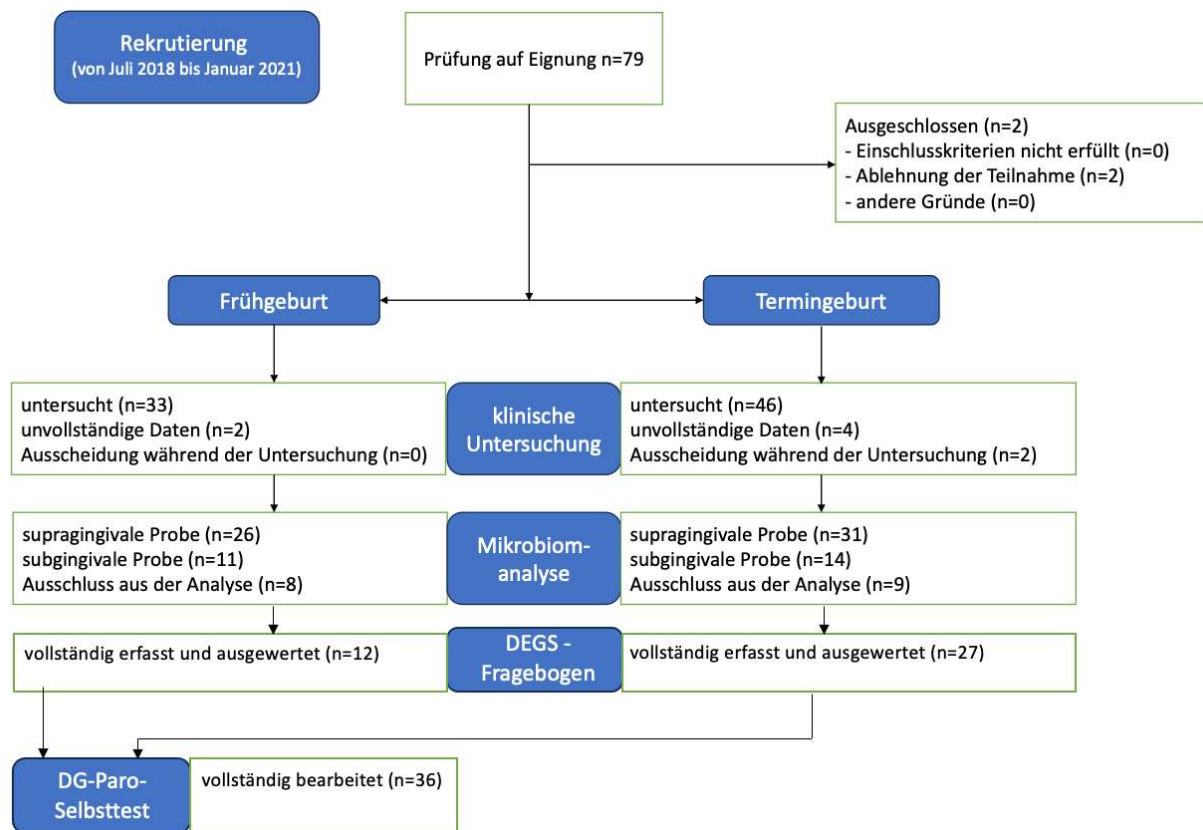 Rekrutierung
(von Juli 2018 bis Januar 2021)
Prüfung auf Eignung n=79
Ausgeschlossen (n=2)
- Einschlusskriterien nicht erfüllt (n=0)
- Ablehnung der Teilnahme (n=2)
- andere Gründe (n=0)
Frühgeburt
Termingeburt
untersucht (n=33)
unvollständige Daten (n=2)
Ausscheidung während der Untersuchung (n=0)
klinische
Untersuchung
untersucht (n=46)
unvollständige Daten (n=4)
Ausscheidung während der Untersuchung (n=2)
supragingivale Probe (n=26)
subgingivale Probe (n=11)
Ausschluss aus der Analyse (n=8)
Mikrobiom-
analyse
supragingivale Probe (n=31)
subgingivale Probe (n=14)
Ausschluss aus der Analyse (n=9)
vollständig erfasst und ausgewertet (n=12)
DEGS -
Fragebogen
vollständig erfasst und ausgewertet (n=27)
DG-Paro-
Selbsttest
vollständig bearbeitet (n=36)